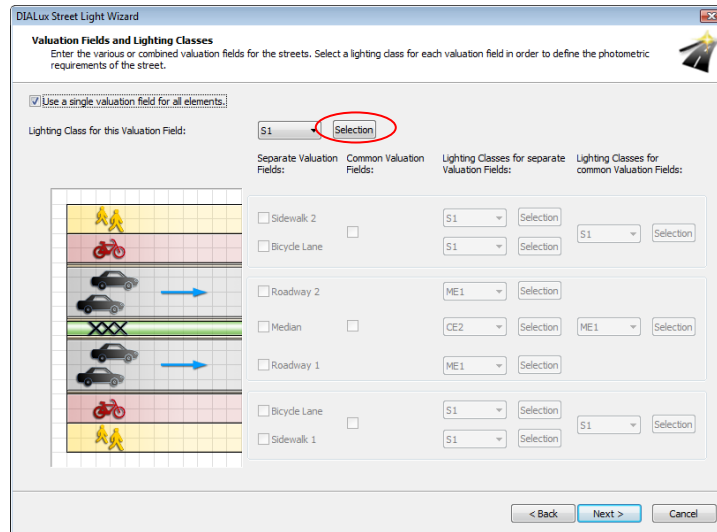 DIALux Street Light Wizard
Valuation Fields and Lighting Classes
Enter the various or combined valuation fields for the streets. Select a lighting class for each valuation field in order to define the photometric
requirements of the street.
Use a single valuation field for all elements.
Lighting Class for this Valuation Field:
S1
Selection
Separate Valuation Fields:
Common Valuation Fields:
Lighting Classes for separate Valuation Fields:
Lighting Classes for common Valuation Fields:
Sidewalk 2
S1
Selection
Bicycle Lane
S1
Selection
S1
Selection
Roadway 2
ME1
Selection
Median
CE2
Selection
ME1
Selection
Roadway 1
ME1
Selection
Bicycle Lane
S1
Selection
Sidewalk 1
S1
Selection
S1
Selection
< Back
Next >
Cancel